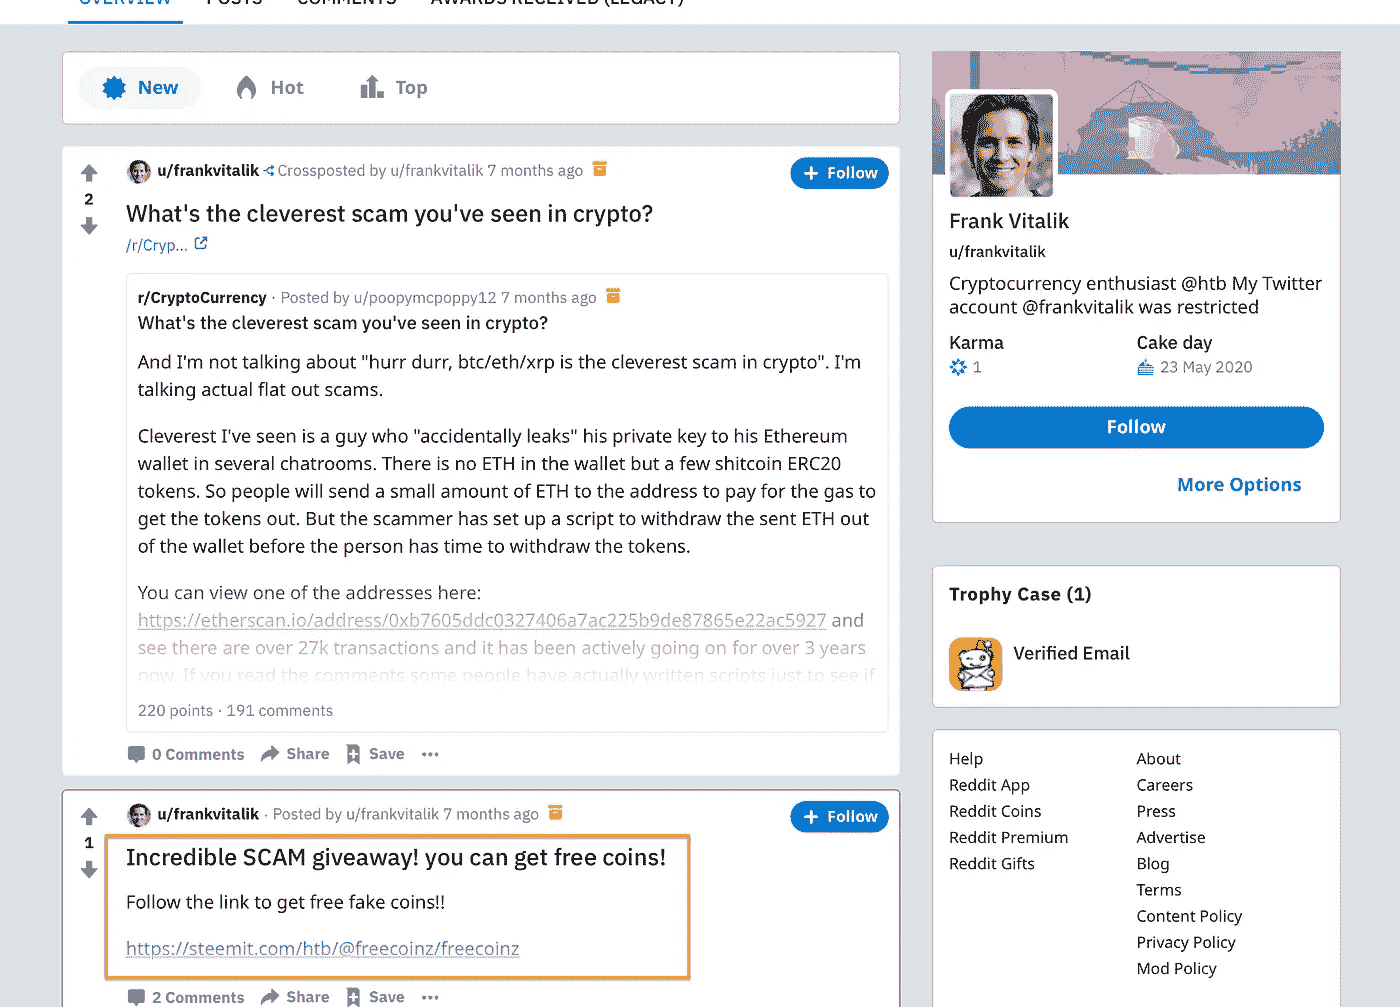 OVERVIEW POSTS COMMENTS AWARDS RECEIVED (LEGACY)
New Hot Top
2
u/frankvitalik Crossposted by u/frankvitalik 7 months ago
+ Follow
What's the cleverest scam you've seen in crypto?
/r/Cryp...
r/CryptoCurrency · Posted by u/poopymcpoppy12 7 months ago
What's the cleverest scam you've seen in crypto?
And I'm not talking about "hurr durr, btc/eth/xrp is the cleverest scam in crypto". I'm
talking actual flat out scams.
Cleverest I've seen is a guy who "accidentally leaks" his private key to his Ethereum
wallet in several chatrooms. There is no ETH in the wallet but a few shitcoin ERC20
tokens. So people will send a small amount of ETH to the address to pay for the gas to
get the tokens out. But the scammer has set up a script to withdraw the sent ETH out
of the wallet before the person has time to withdraw the tokens.
You can view one of the addresses here:
https://etherscan.io/address/0xb7605ddc0327406a7ac225b9de87865e22ac5927 and
see there are over 27k transactions and it has been actively going on for over 3 years
now. If you read the comments some people have actually written scripts just to see if
220 points · 191 comments
0 Comments Share Save ...
1
u/frankvitalik · Posted by u/frankvitalik 7 months ago
+ Follow
Incredible SCAM giveaway! you can get free coins!
Follow the link to get free fake coins!!
https://steemit.com/htb/@freecoinz/freecoinz
2 Comments Share Save ...
Frank Vitalik
u/frankvitalik
Cryptocurrency enthusiast @htb My Twitter
account @frankvitalik was restricted
Karma Cake day
1 23 May 2020
Follow
More Options
Trophy Case (1)
Verified Email
Help About
Reddit App Careers
Reddit Coins Press
Reddit Premium Advertise
Reddit Gifts Blog
Terms
Content Policy
Privacy Policy
Mod Policy